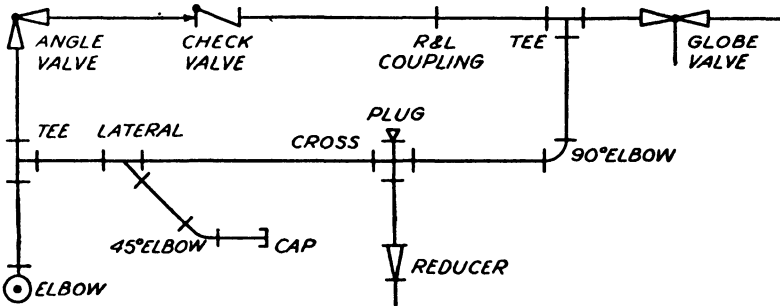 ANGLE
VALVE
CHECK
VALVE
R&L
COUPLING
TEE
GLOBE
VALVE
TEE
LATERAL
CROSS
PLUG
90°ELBOW
45°ELBOW
CAP
ELBOW
REDUCER